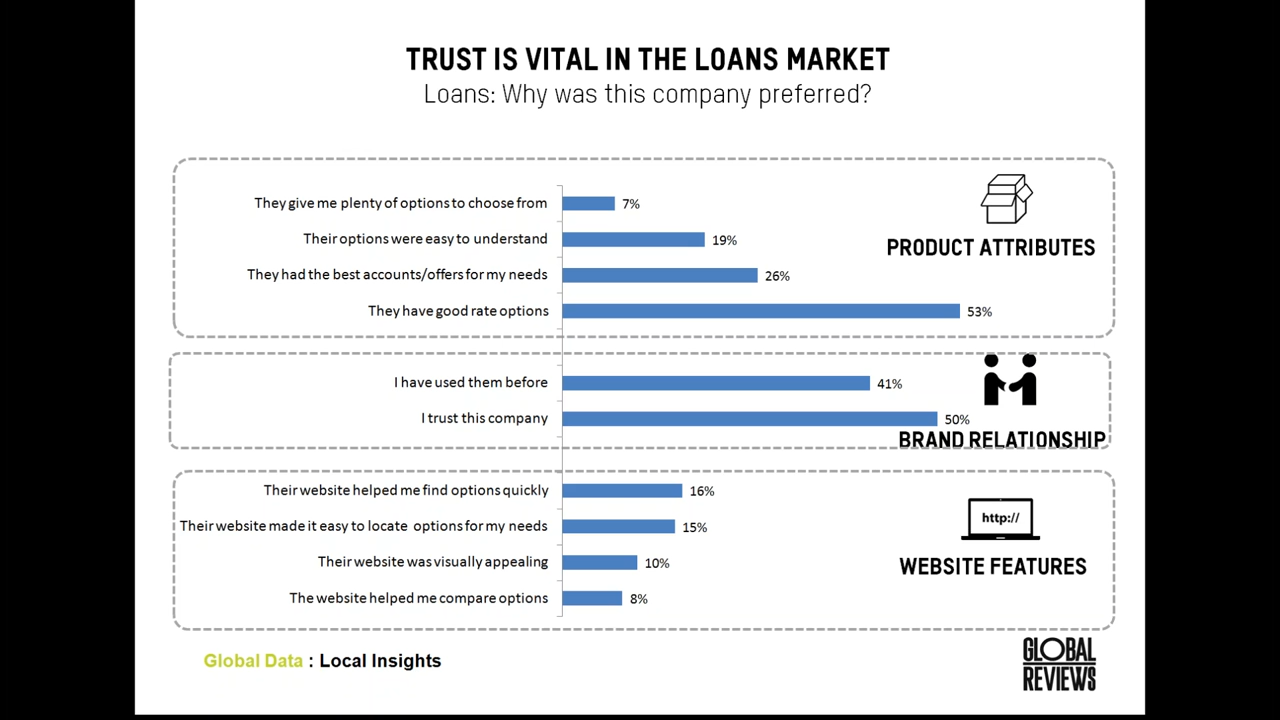 TRUST IS VITAL IN THE LOANS MARKET
Loans: Why was this company preferred?
They give me plenty of options to choose from 7%
Their options were easy to understand 19%
They had the best accounts/offers for my needs 26%
They have good rate options 53%
PRODUCT ATTRIBUTES
I have used them before 41%
I trust this company 50%
BRAND RELATIONSHIP
Their website helped me find options quickly 16%
Their website made it easy to locate options for my needs 15%
Their website was visually appealing 10%
The website helped me compare options 8%
http://
WEBSITE FEATURES
Global Data : Local Insights
GLOBAL
REVIEWS